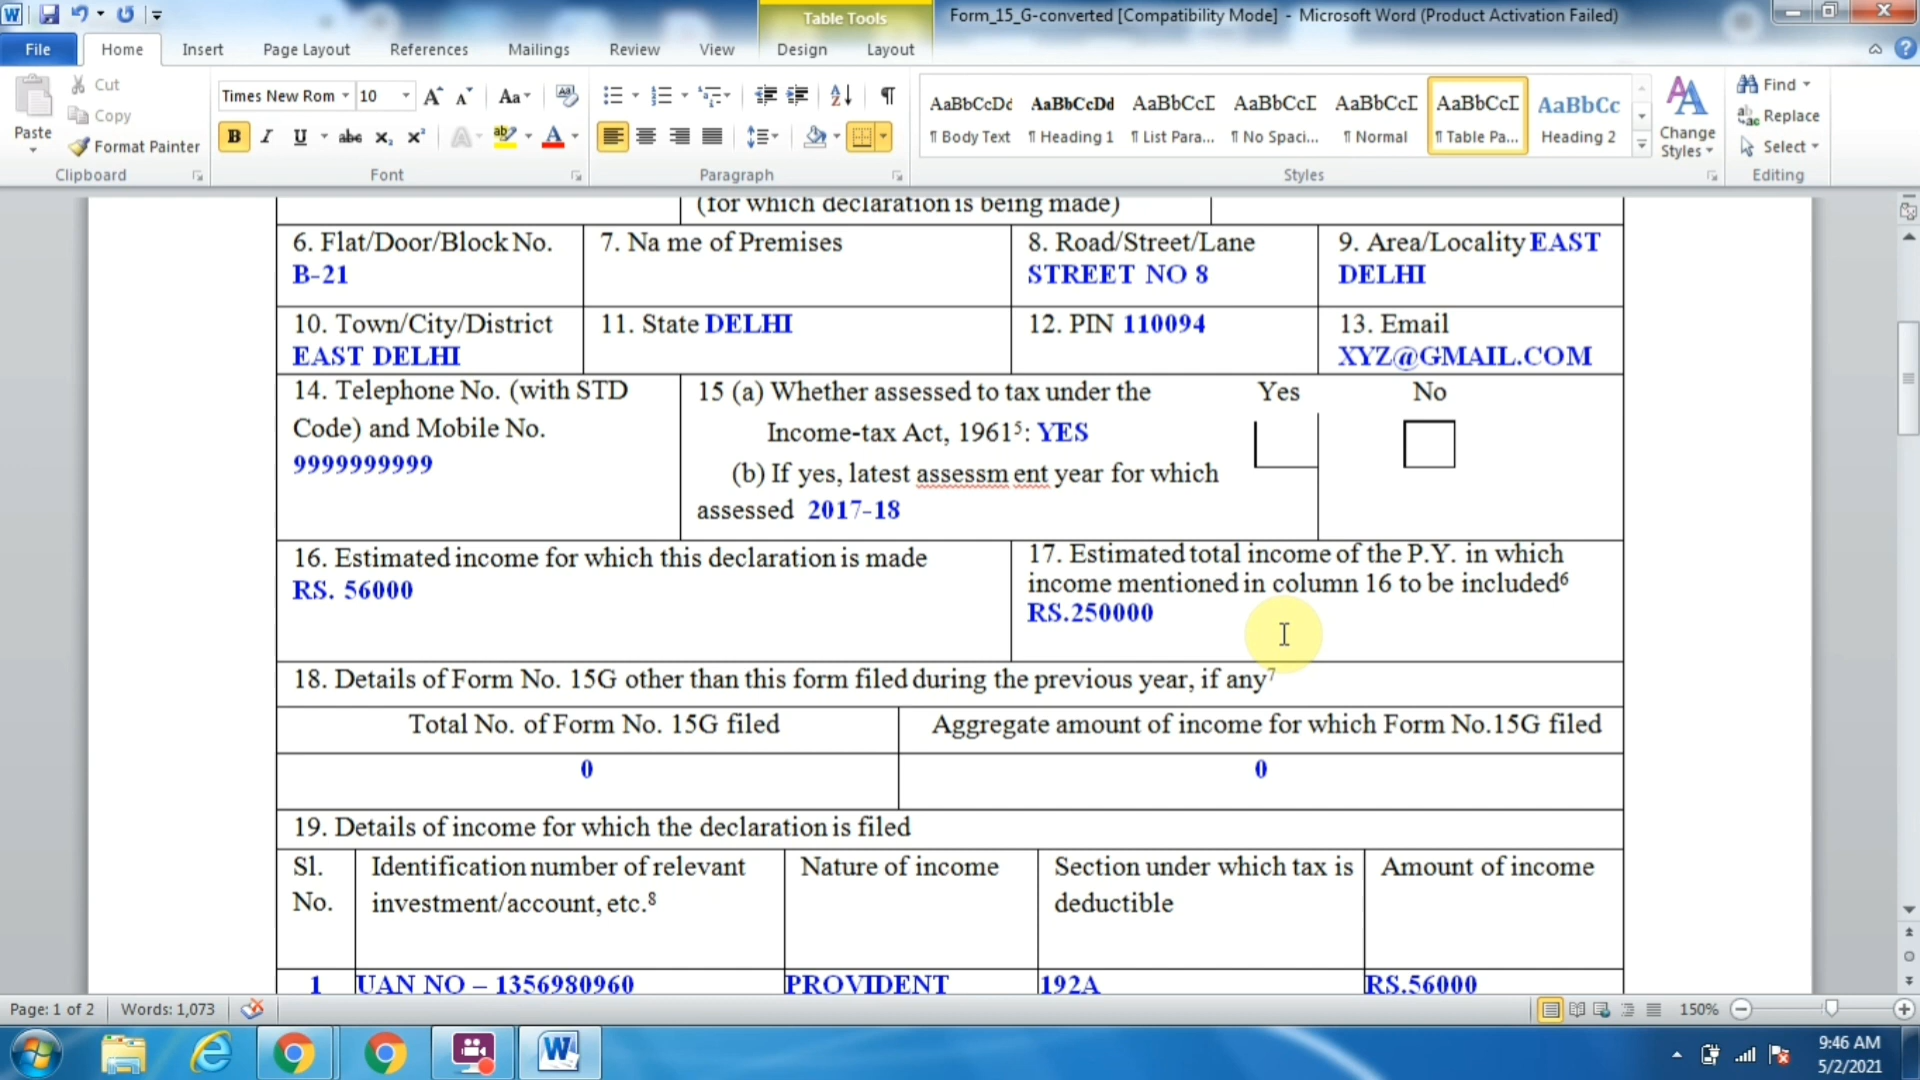 Table Tools
Form_15_G-converted [Compatibility Mode] - Microsoft Word (Product Activation Failed)
File Home Insert Page Layout References Mailings Review View Design Layout
Paste
Cut
Copy
Format Painter
Clipboard
Times New Rom 10
Font
Paragraph
AaBbCcDd AaBbCcDd AaBbCcI AaBbCcI AaBbCcI AaBbCcI AaBbCc
¶ Body Text ¶ Heading 1 ¶ List Para... ¶ No Spaci... ¶ Normal ¶ Table Pa... Heading 2
Change Styles
Styles
Find
Replace
Select
Editing
(for which declaration is being made)
6. Flat/Door/Block No.
B-21
7. Na me of Premises
8. Road/Street/Lane
STREET NO 8
9. Area/Locality EAST
DELHI
10. Town/City/District
EAST DELHI
11. State DELHI
12. PIN 110094
13. Email
XYZ@GMAIL.COM
14. Telephone No. (with STD
Code) and Mobile No.
9999999999
15 (a) Whether assessed to tax under the
Income-tax Act, 1961⁵: YES
(b) If yes, latest assessm ent year for which
assessed 2017-18
Yes No
16. Estimated income for which this declaration is made
RS. 56000
17. Estimated total income of the P.Y. in which
income mentioned in column 16 to be included⁶
RS.250000
18. Details of Form No. 15G other than this form filed during the previous year, if any⁷
Total No. of Form No. 15G filed
Aggregate amount of income for which Form No.15G filed
0 0
19. Details of income for which the declaration is filed
Sl.
No.
Identification number of relevant
investment/account, etc.⁸
Nature of income
Section under which tax is
deductible
Amount of income
1 UAN NO – 1356980960 PROVIDENT 192A RS.56000
Page: 1 of 2 Words: 1,073 150%
9:46 AM
5/2/2021